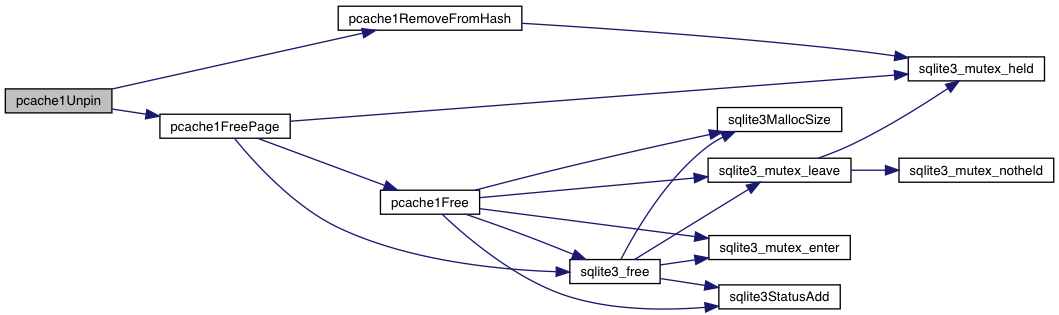 pcache1Unpin
pcache1RemoveFromHash
pcache1FreePage
pcache1Free
sqlite3_free
sqlite3_mutex_held
sqlite3MallocSize
sqlite3_mutex_leave
sqlite3_mutex_notheld
sqlite3_mutex_enter
sqlite3StatusAdd